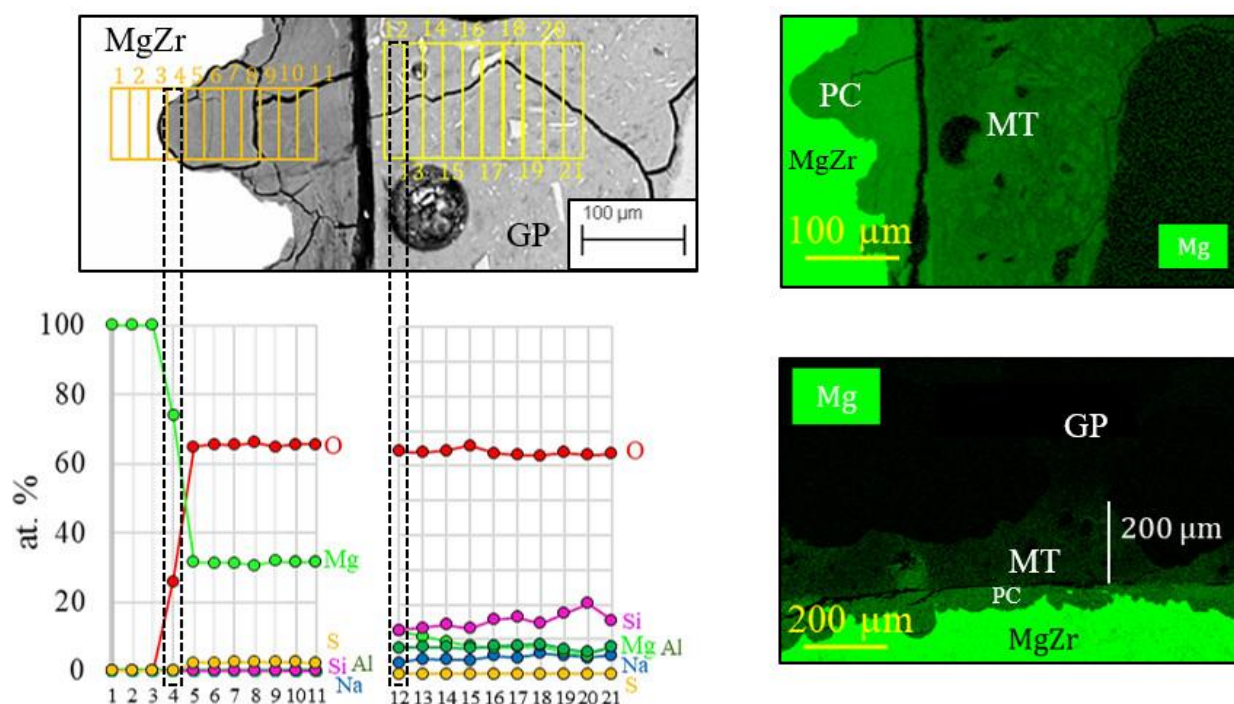 MgZr
1 2 3 4 5 6 7 8 9 10 11
12 14 16 18 20
13 15 17 19 21
GP
100 µm
at. %
100
80
60
40
20
0
O
Mg
S
Si Al
Na
1 2 3 4 5 6 7 8 9 10 11
O
Si
Mg Al
Na
S
12 13 14 15 16 17 18 19 20 21
PC
MT
MgZr
100 µm
Mg
Mg
GP
200 µm
MT
PC
200 µm
MgZr